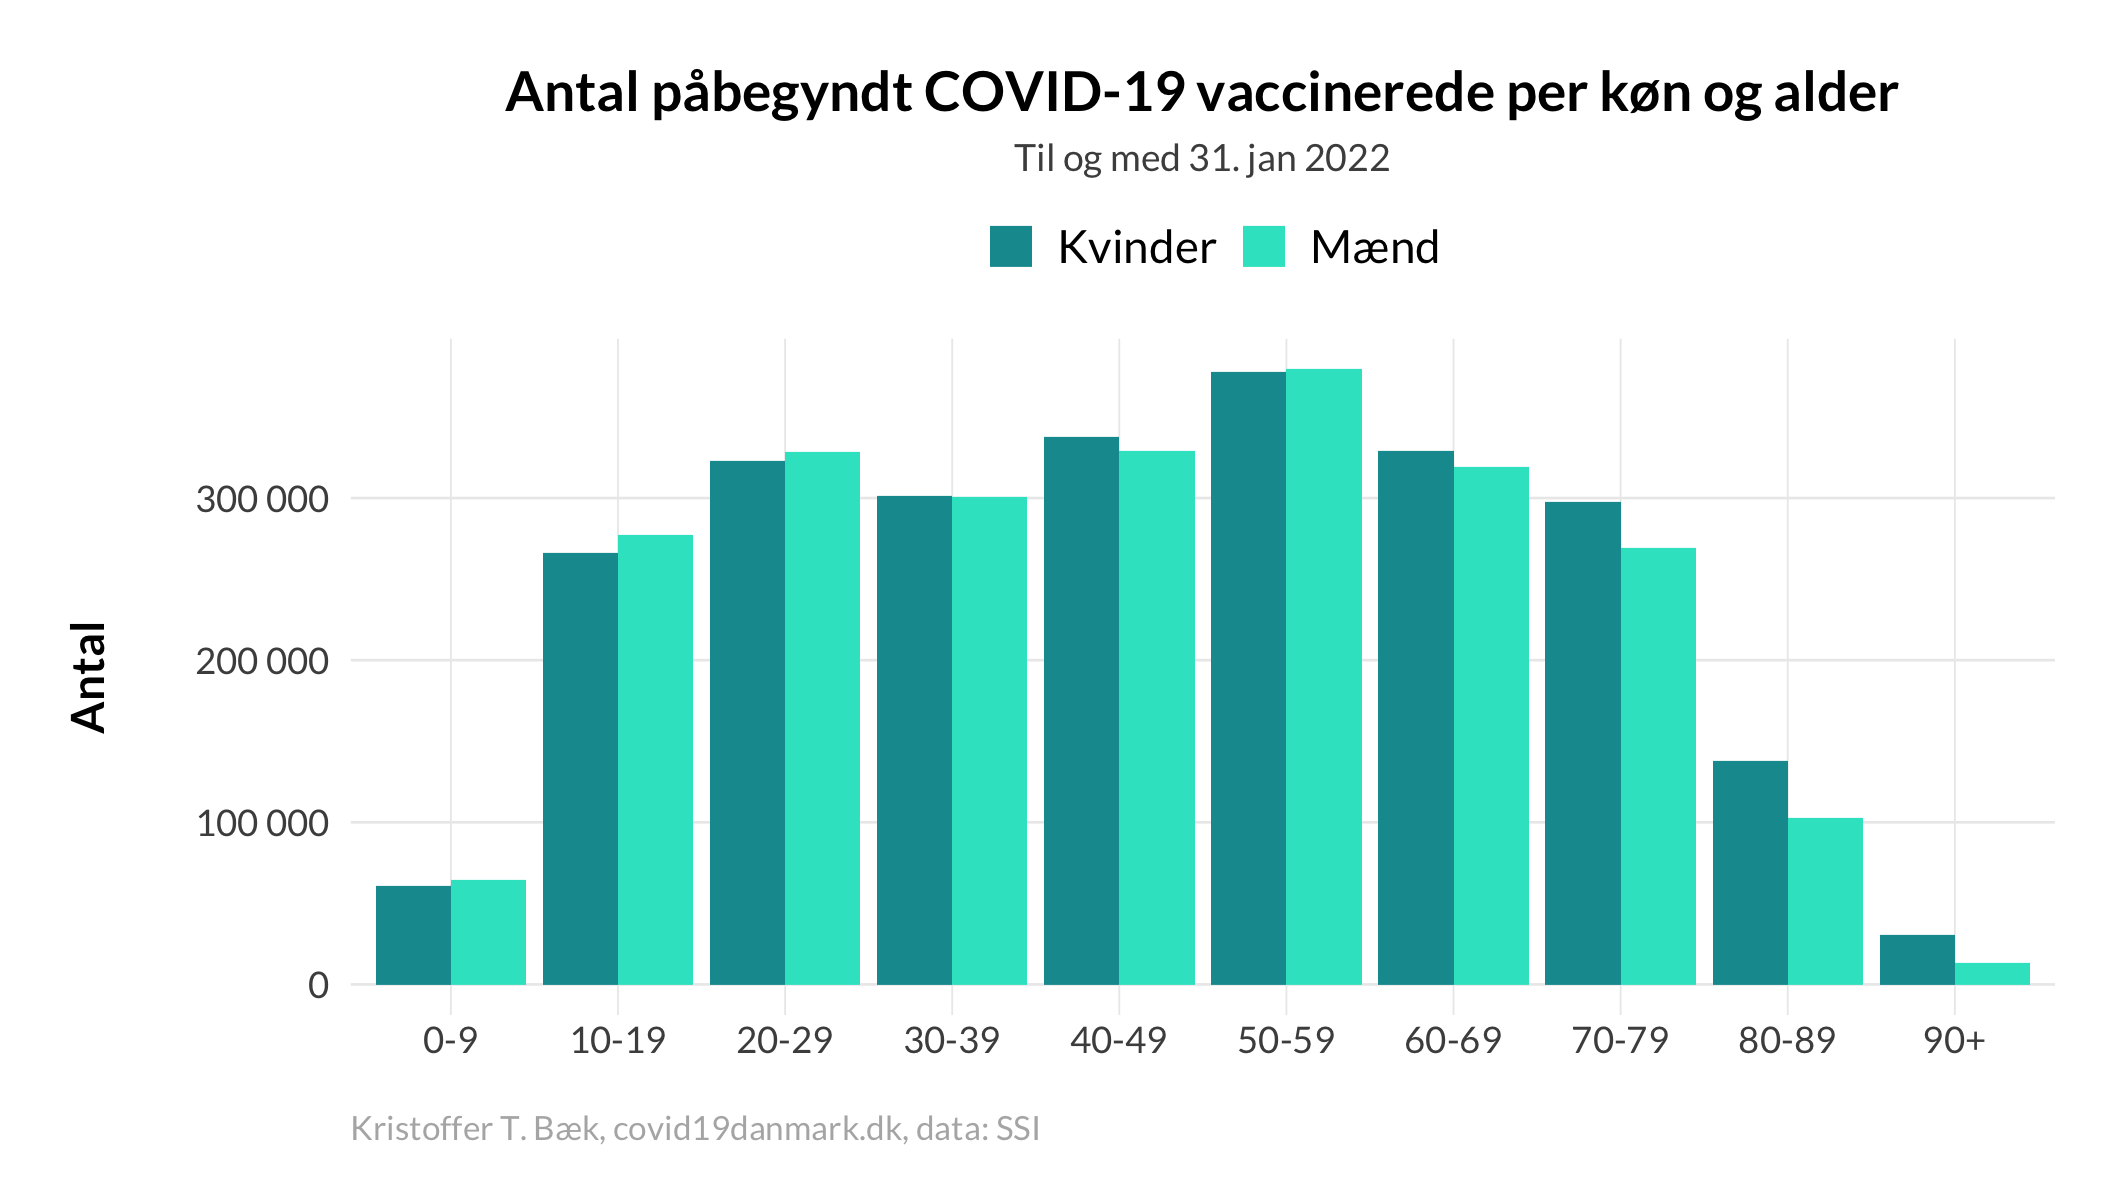 Antal påbegyndt COVID-19 vaccinerede per køn og alder
Til og med 31. jan 2022
Kvinder Mænd
Antal
300 000
200 000
100 000
0
0-9 10-19 20-29 30-39 40-49 50-59 60-69 70-79 80-89 90+
Kristoffer T. Bæk, covid19danmark.dk, data: SSI